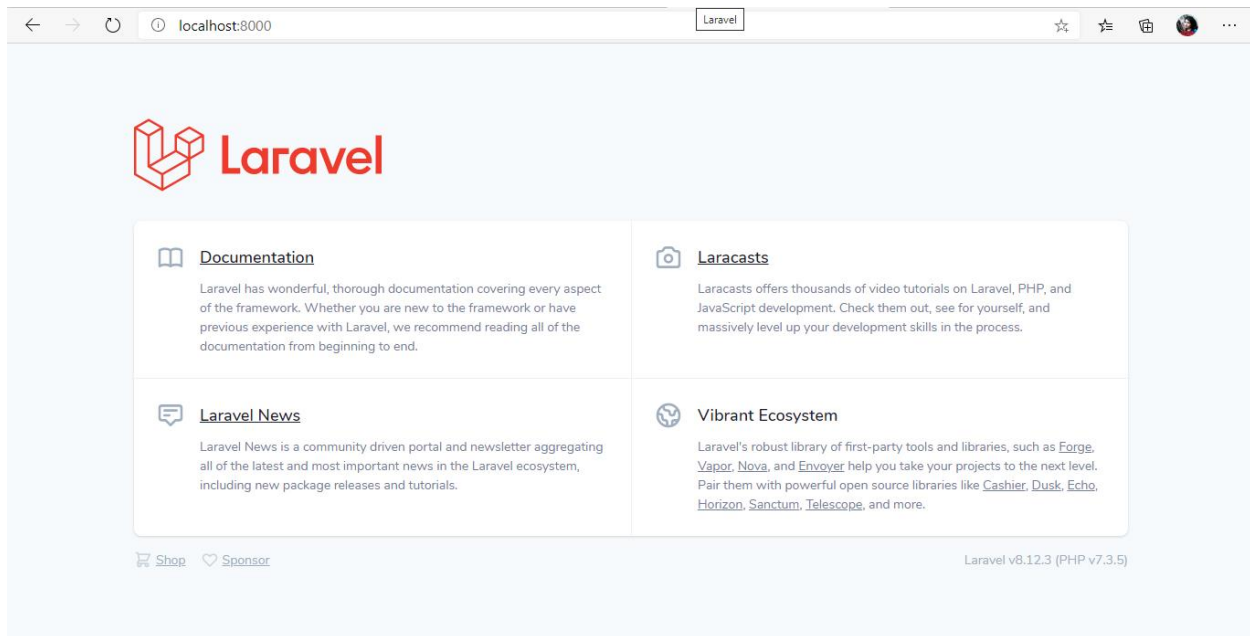 localhost:8000
Laravel
Laravel
Documentation
Laravel has wonderful, thorough documentation covering every aspect
of the framework. Whether you are new to the framework or have
previous experience with Laravel, we recommend reading all of the
documentation from beginning to end.
Laracasts
Laracasts offers thousands of video tutorials on Laravel, PHP, and
JavaScript development. Check them out, see for yourself, and
massively level up your development skills in the process.
Laravel News
Laravel News is a community driven portal and newsletter aggregating
all of the latest and most important news in the Laravel ecosystem,
including new package releases and tutorials.
Vibrant Ecosystem
Laravel's robust library of first-party tools and libraries, such as Forge,
Vapor, Nova, and Envoyer help you take your projects to the next level.
Pair them with powerful open source libraries like Cashier, Dusk, Echo,
Horizon, Sanctum, Telescope, and more.
Shop
Sponsor
Laravel v8.12.3 (PHP v7.3.5)